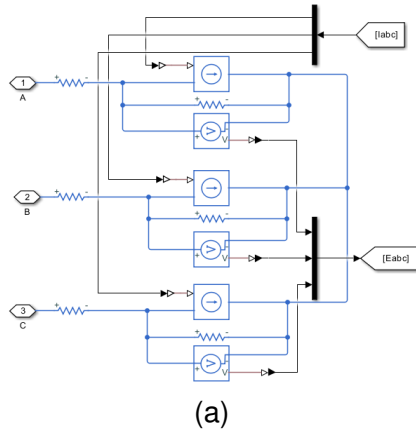 [Iabc]
+ -
1
A
+ -
+ V
+ -
2
B
+ -
+ V
[Eabc]
+ -
3
C
+ -
+ V
(a)